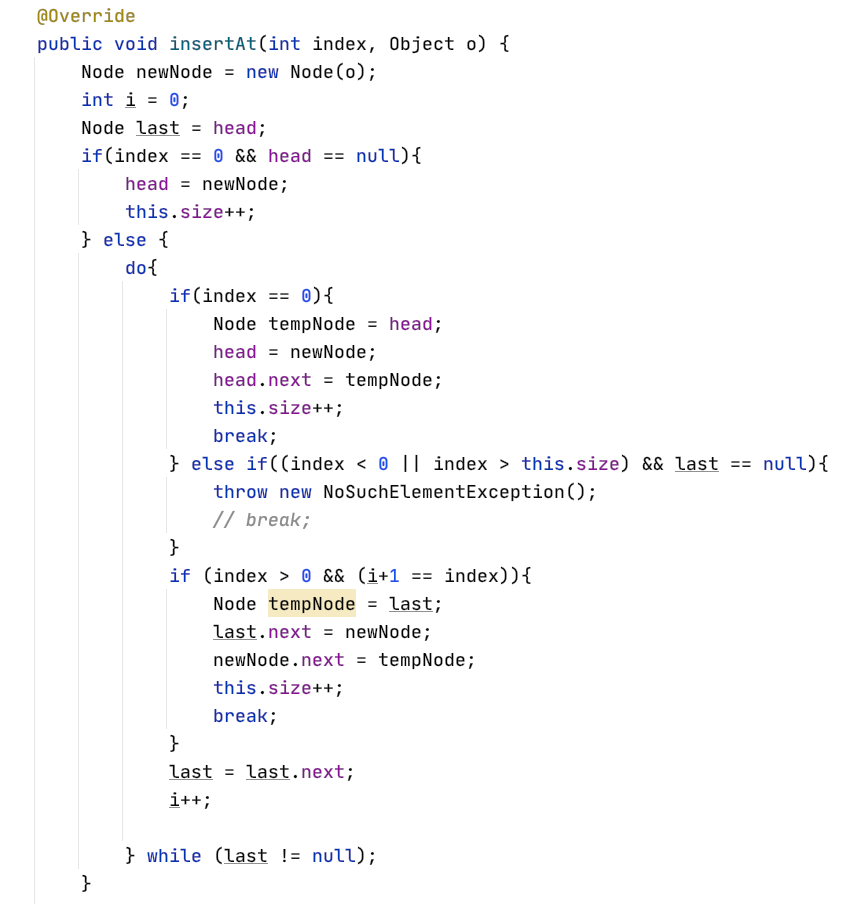 @Override
public void insertAt(int index, Object o) {
    Node newNode = new Node(o);
    int i = 0;
    Node last = head;
    if(index == 0 && head == null){
        head = newNode;
        this.size++;
    } else {
        do{
            if(index == 0){
                Node tempNode = head;
                head = newNode;
                head.next = tempNode;
                this.size++;
                break;
            } else if((index < 0 || index > this.size) && last == null){
                throw new NoSuchElementException();
                // break;
            }
            if (index > 0 && (i+1 == index)){
                Node tempNode = last;
                last.next = newNode;
                newNode.next = tempNode;
                this.size++;
                break;
            }
            last = last.next;
            i++;

        } while (last != null);
    }